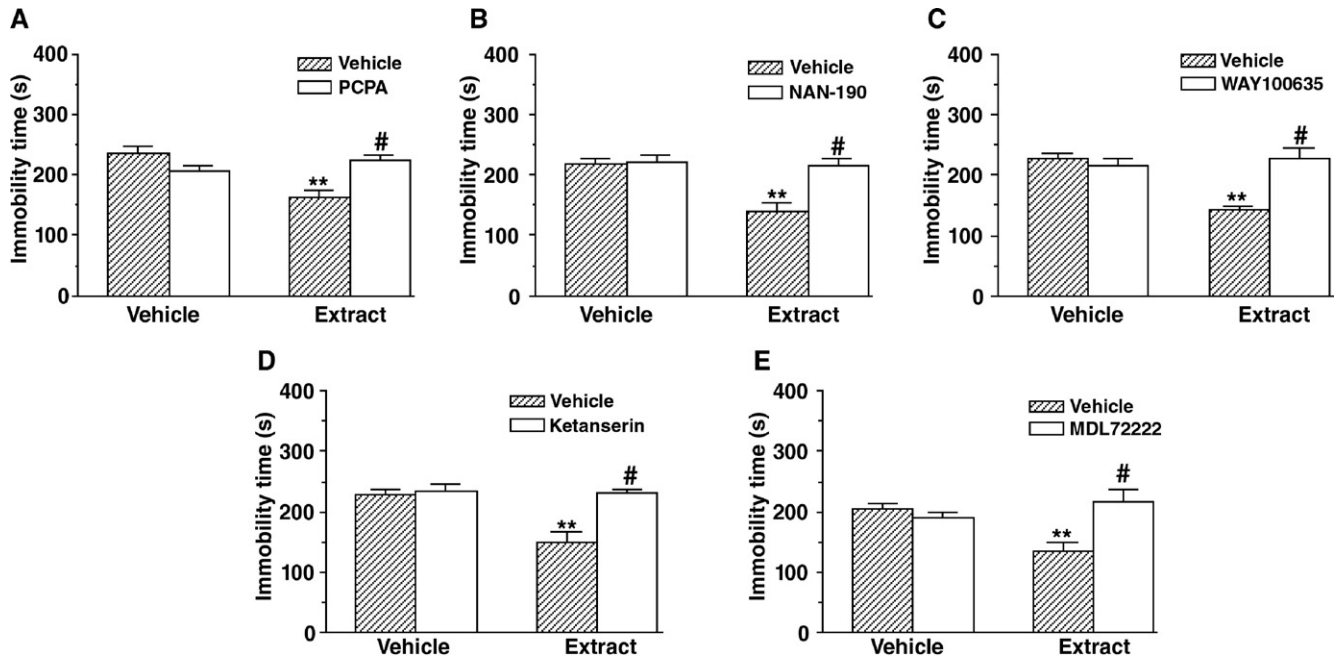 A
Immobility time (s)
400
300
200
100
0
Vehicle
PCPA
**
#
Vehicle
Extract
B
Immobility time (s)
400
300
200
100
0
Vehicle
NAN-190
**
#
Vehicle
Extract
C
Immobility time (s)
400
300
200
100
0
Vehicle
WAY100635
**
#
Vehicle
Extract
D
Immobility time (s)
400
300
200
100
0
Vehicle
Ketanserin
**
#
Vehicle
Extract
E
Immobility time (s)
400
300
200
100
0
Vehicle
MDL72222
**
#
Vehicle
Extract